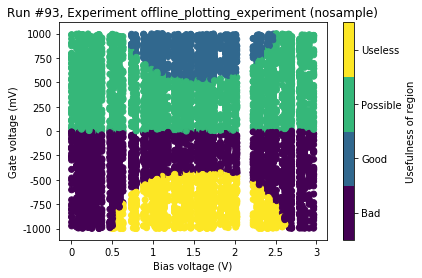 Run #93, Experiment offline_plotting_experiment (nosample)
1000
750
500
250
0
-250
-500
-750
-1000
Gate voltage (mV)
0
0.5
1
1.5
2
2.5
3
Bias voltage (V)
Useless
Possible
Good
Bad
Usefulness of region